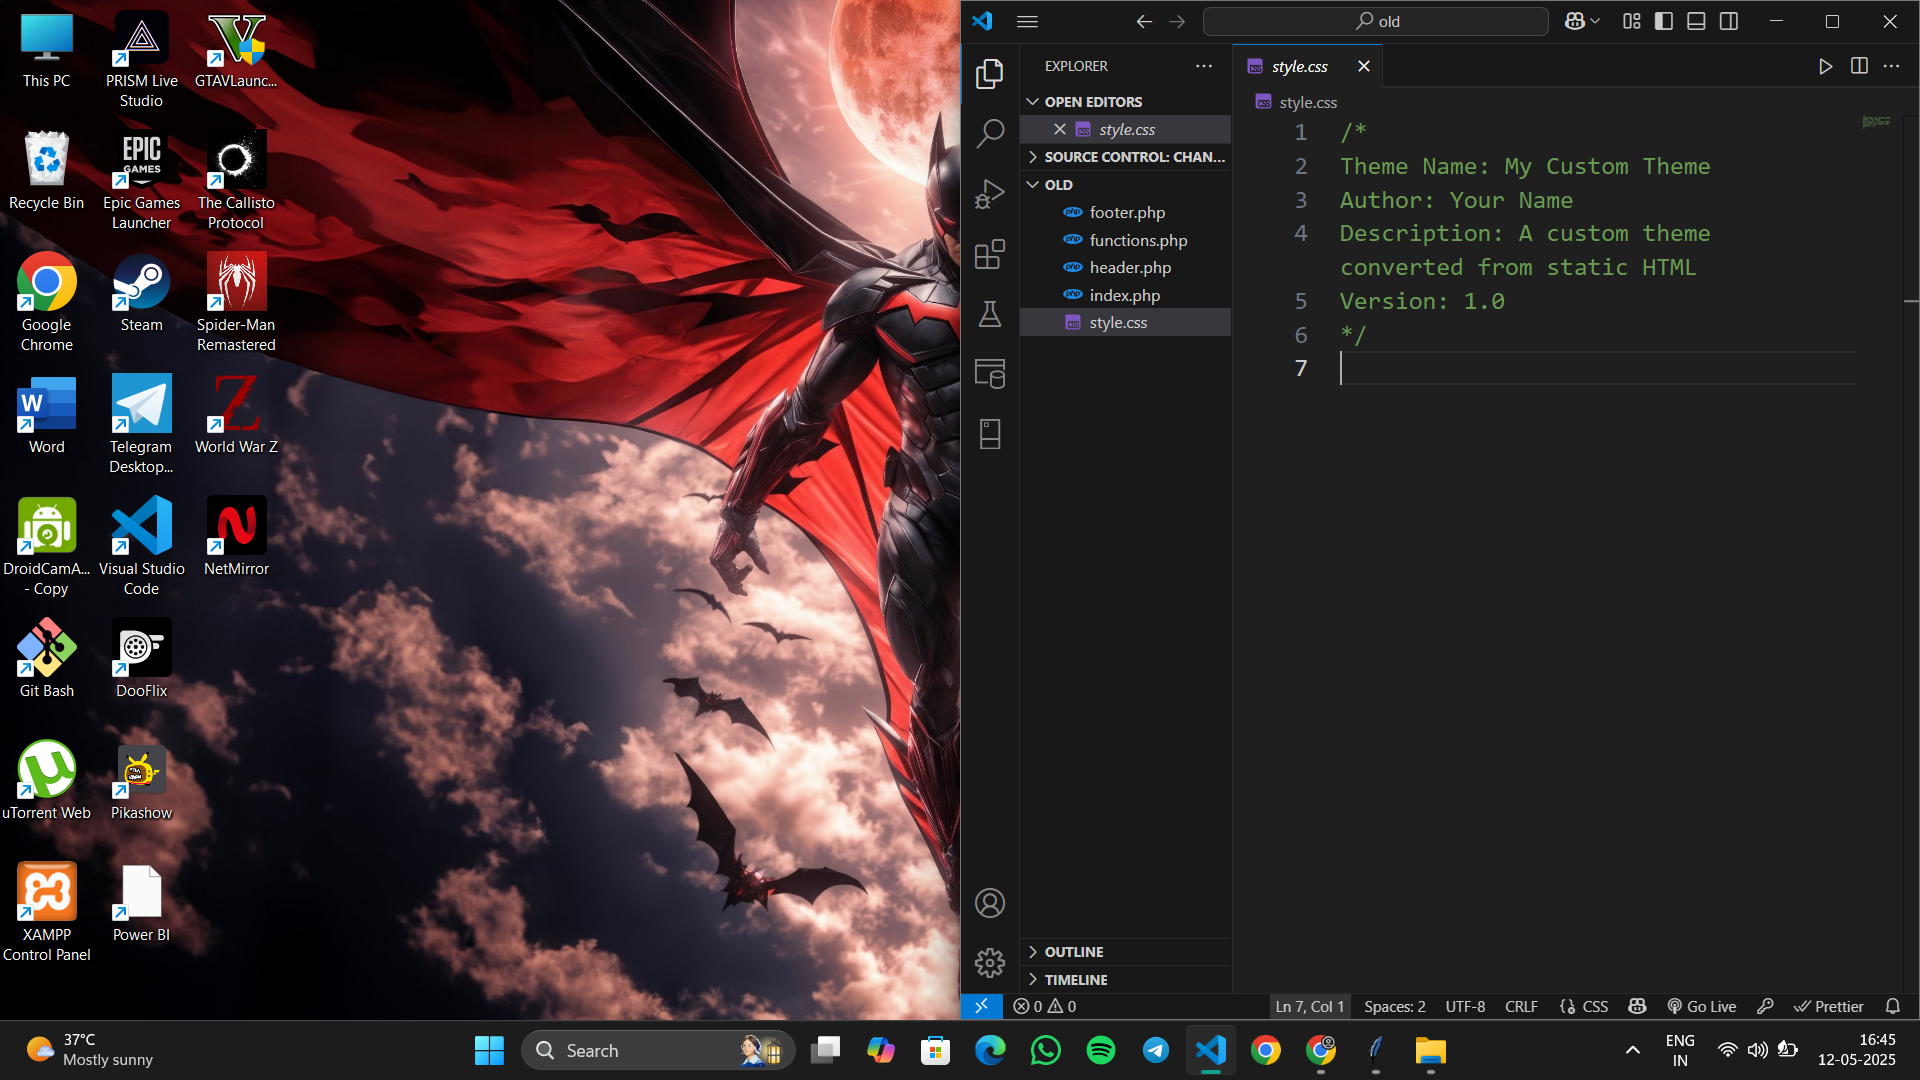 This PC
PRISM Live
Studio
GTAVLaunc...
Recycle Bin
EPIC
GAMES
Epic Games
Launcher
The Callisto
Protocol
Google
Chrome
Steam
Spider-Man
Remastered
W
Word
Telegram
Desktop...
Z
World War Z
DroidCamA...
- Copy
Visual Studio
Code
N
NetMirror
Git Bash
DooFlix
uTorrent Web
Pikashow
XAMPP
Control Panel
Power BI
old
EXPLORER
OPEN EDITORS
style.css
SOURCE CONTROL: CHAN...
OLD
footer.php
functions.php
header.php
index.php
style.css
OUTLINE
TIMELINE
style.css
style.css
1 /*
2 Theme Name: My Custom Theme
3 Author: Your Name
4 Description: A custom theme
converted from static HTML
5 Version: 1.0
6 */
7
0 0
Ln 7, Col 1
Spaces: 2
UTF-8
CRLF
CSS
Go Live
Prettier
37°C
Mostly sunny
Search
ENG
IN
16:45
12-05-2025